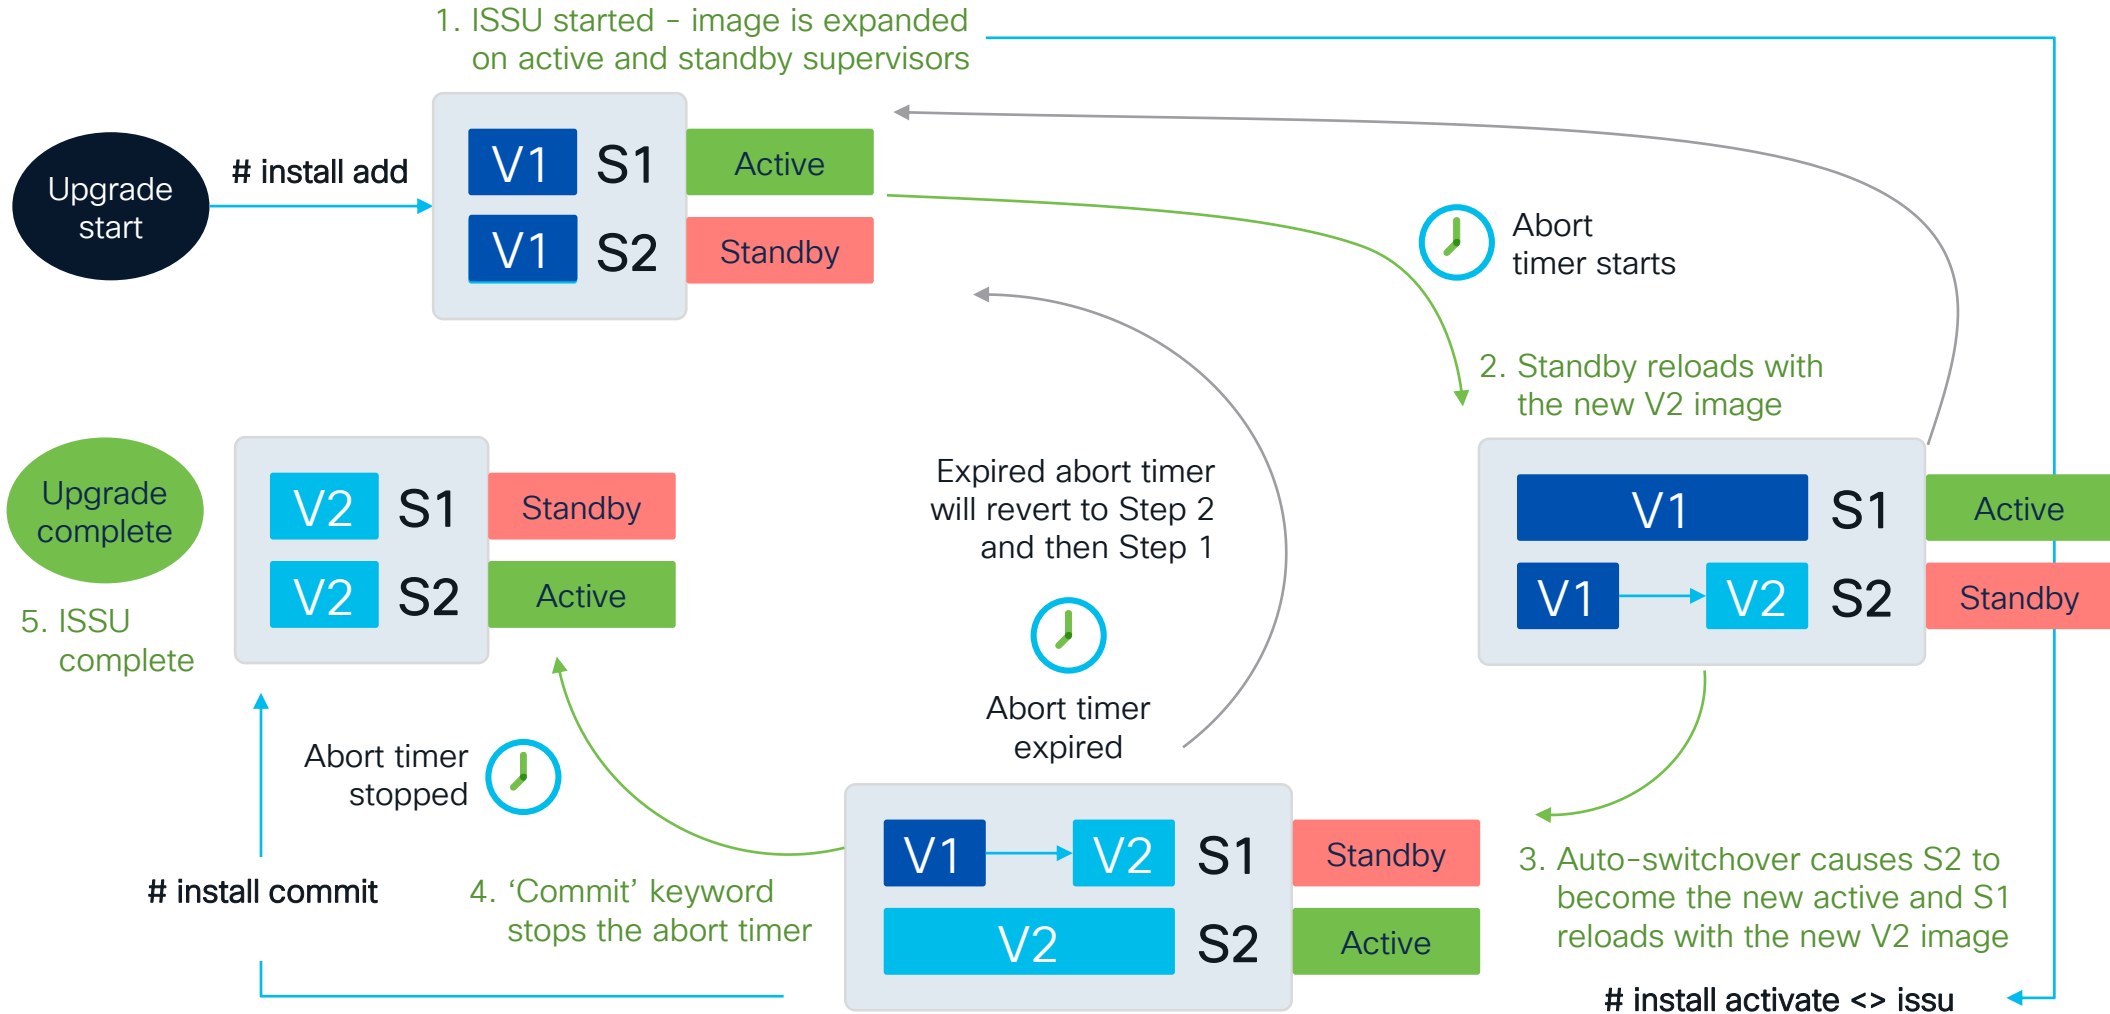 1. ISSU started - image is expanded
on active and standby supervisors
Upgrade
start
# install add
V1 S1 Active
V1 S2 Standby
Abort
timer starts
2. Standby reloads with
the new V2 image
V1 S1 Active
V1 V2 S2 Standby
Expired abort timer
will revert to Step 2
and then Step 1
Abort timer
expired
3. Auto-switchover causes S2 to
become the new active and S1
reloads with the new V2 image
# install activate <> issu
V1 V2 S1 Standby
V2 S2 Active
4. ‘Commit’ keyword
stops the abort timer
Abort timer
stopped
# install commit
V2 S1 Standby
V2 S2 Active
Upgrade
complete
5. ISSU
complete